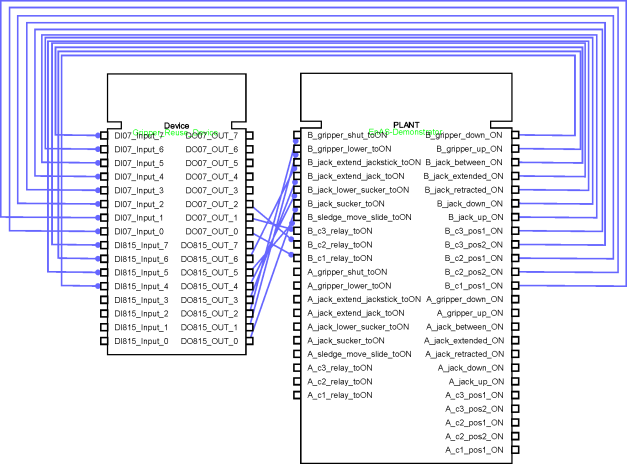 Device
Gripper_Reuse_Device
DI07_Input_7 DO07_OUT_7
DI07_Input_6 DO07_OUT_6
DI07_Input_5 DO07_OUT_5
DI07_Input_4 DO07_OUT_4
DI07_Input_3 DO07_OUT_3
DI07_Input_2 DO07_OUT_2
DI07_Input_1 DO07_OUT_1
DI07_Input_0 DO07_OUT_0
DI815_Input_7 DO815_OUT_7
DI815_Input_6 DO815_OUT_6
DI815_Input_5 DO815_OUT_5
DI815_Input_4 DO815_OUT_4
DI815_Input_3 DO815_OUT_3
DI815_Input_2 DO815_OUT_2
DI815_Input_1 DO815_OUT_1
DI815_Input_0 DO815_OUT_0
PLANT
B_gripper_shut_toON B_gripper_down_ON
B_gripper_lower_toON B_gripper_up_ON
B_jack_extend_jackstick_toON B_jack_between_ON
B_jack_extend_jack_toON B_jack_extended_ON
B_jack_lower_sucker_toON B_jack_retracted_ON
B_jack_sucker_toON B_jack_down_ON
B_sledge_move_slide_toON B_jack_up_ON
B_c3_relay_toON B_c3_pos1_ON
B_c2_relay_toON B_c3_pos2_ON
B_c1_relay_toON B_c2_pos1_ON
A_gripper_shut_toON B_c2_pos2_ON
A_gripper_lower_toON B_c1_pos1_ON
A_jack_extend_jackstick_toON A_gripper_down_ON
A_jack_extend_jack_toON A_gripper_up_ON
A_jack_lower_sucker_toON A_jack_between_ON
A_jack_sucker_toON A_jack_extended_ON
A_sledge_move_slide_toON A_jack_retracted_ON
A_c3_relay_toON A_jack_down_ON
A_c2_relay_toON A_jack_up_ON
A_c1_relay_toON A_c3_pos1_ON
A_c3_pos2_ON
A_c2_pos1_ON
A_c2_pos2_ON
A_c1_pos1_ON